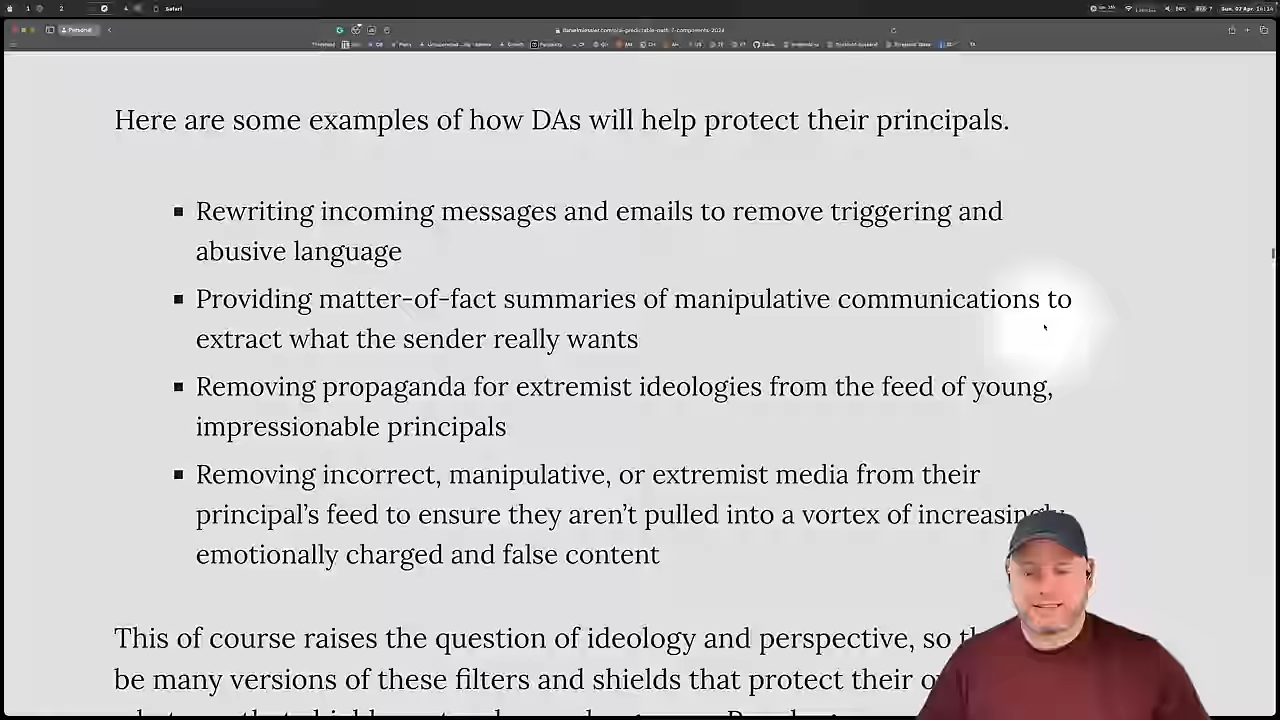 Safari
Sun, 07 Apr
Personal
Here are some examples of how DAs will help protect their principals.
▪ Rewriting incoming messages and emails to remove triggering and
abusive language
▪ Providing matter-of-fact summaries of manipulative communications to
extract what the sender really wants
▪ Removing propaganda for extremist ideologies from the feed of young,
impressionable principals
▪ Removing incorrect, manipulative, or extremist media from their
principal's feed to ensure they aren't pulled into a vortex of increasingly
emotionally charged and false content
This of course raises the question of ideology and perspective, so
be many versions of these filters and shields that protect their